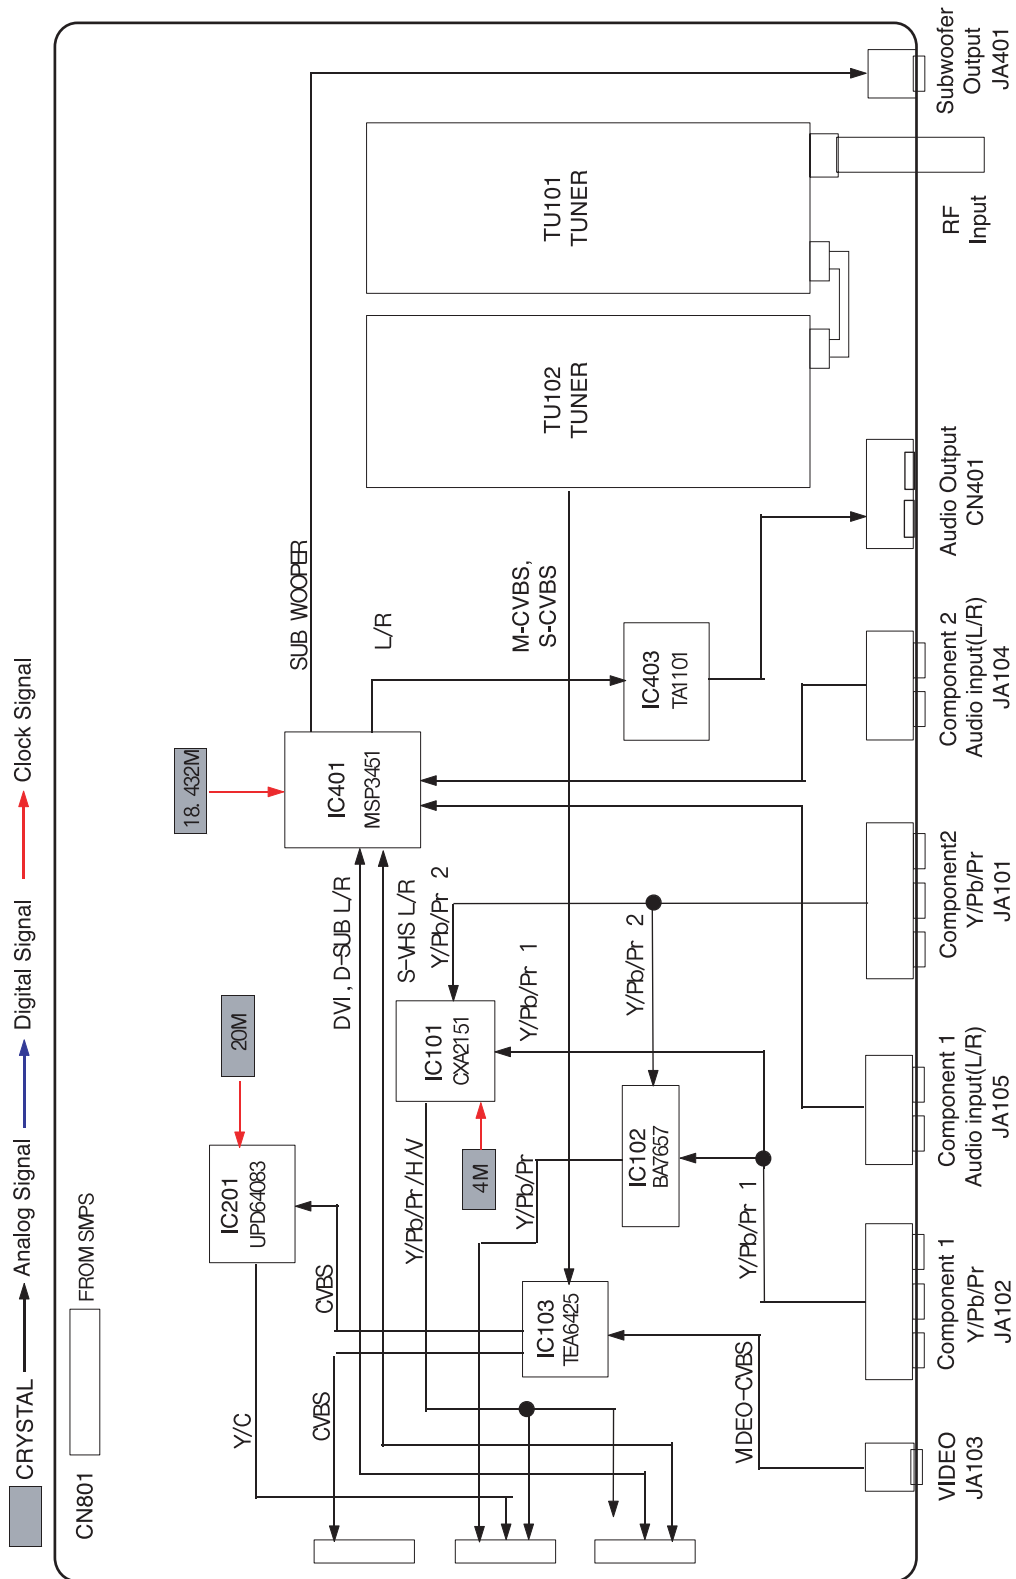 CRYSTAL
Analog Signal
Digital Signal
Clock Signal
CN801
FROM SMPS
20M
18. 432M
4M
IC201
UPD64083
IC401
MSP3451
IC101
CXA2151
IC102
BA7657
IC103
TEA6425
IC403
TA1101
TU102
TUNER
TU101
TUNER
Y/C
CVBS
CVBS
SUB WOOPER
L/R
M-CVBS,
S-CVBS
DVI, D-SUB L/R
S-VHS L/R
Y/Pb/Pr 2
Y/Pb/Pr 1
Y/Pb/Pr 2
Y/Pb/Pr/H/V
Y/Pb/Pr
Y/Pb/Pr 1
VIDEO-CVBS
VIDEO
JA103
Component 1
Y/Pb/Pr
JA102
Component 1
Audio input(L/R)
JA105
Component2
Y/Pb/Pr
JA101
Component 2
Audio input(L/R)
JA104
Audio Output
CN401
RF
Input
Subwoofer
Output
JA401